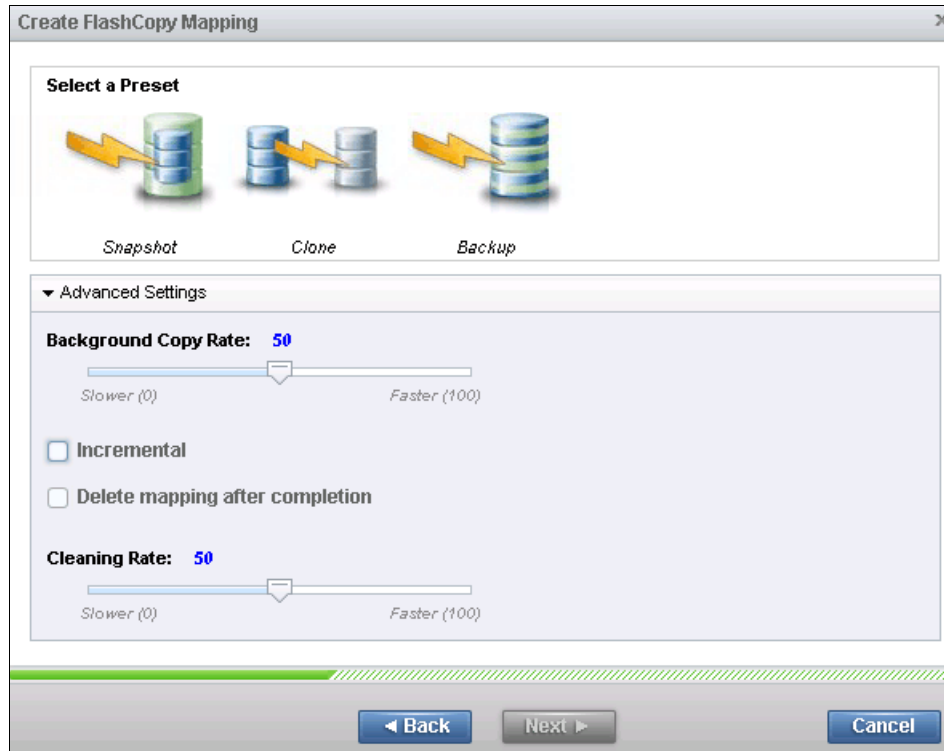 Create FlashCopy Mapping
Select a Preset
Snapshot Clone Backup
Advanced Settings
Background Copy Rate: 50
Slower (0) Faster (100)
Incremental
Delete mapping after completion
Cleaning Rate: 50
Slower (0) Faster (100)
Back Next Cancel